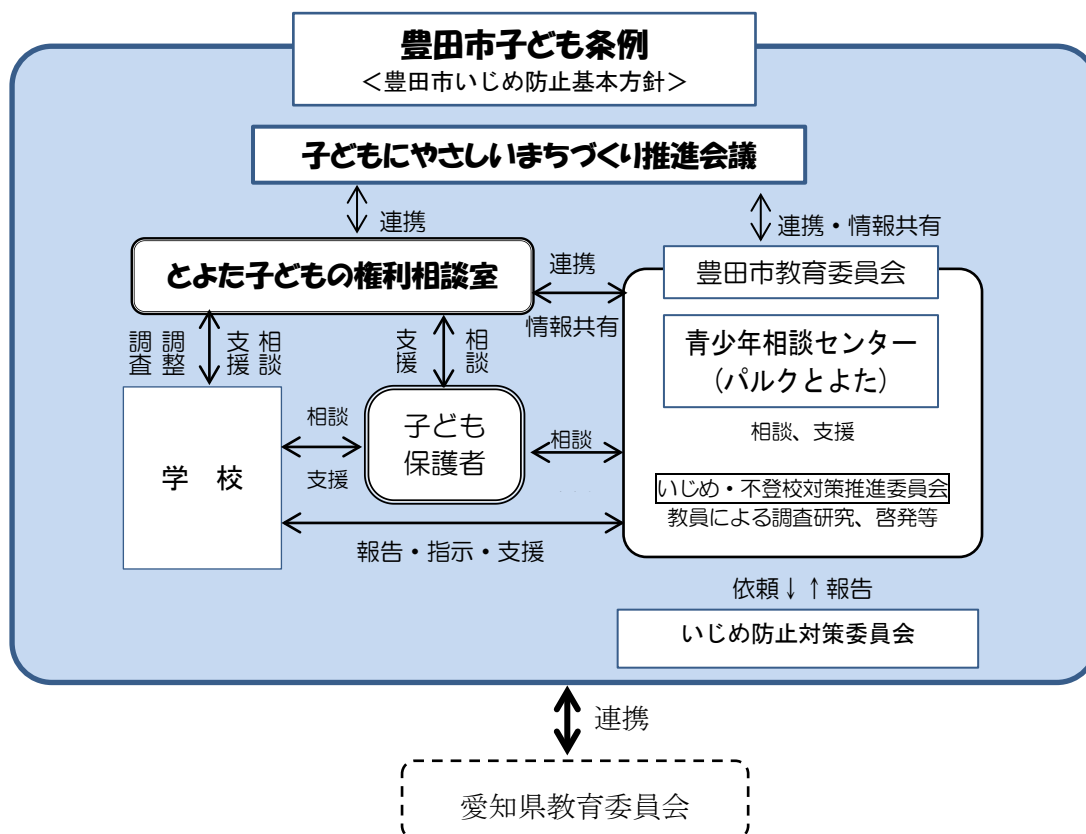 豊田市子ども条例
＜豊田市いじめ防止基本方針＞
子どもにやさしいまちづくり推進会議
連携
連携・情報共有
とよた子どもの権利相談室
連携
情報共有
豊田市教育委員会
青少年相談センター
（パルクとよた）
相談、支援
いじめ・不登校対策推進委員会
教員による調査研究、啓発等
調査
調整
支援
相談
支援
相談
学　校
相談
支援
子ども
保護者
相談
報告・指示・支援
依頼↓↑報告
いじめ防止対策委員会
連携
愛知県教育委員会